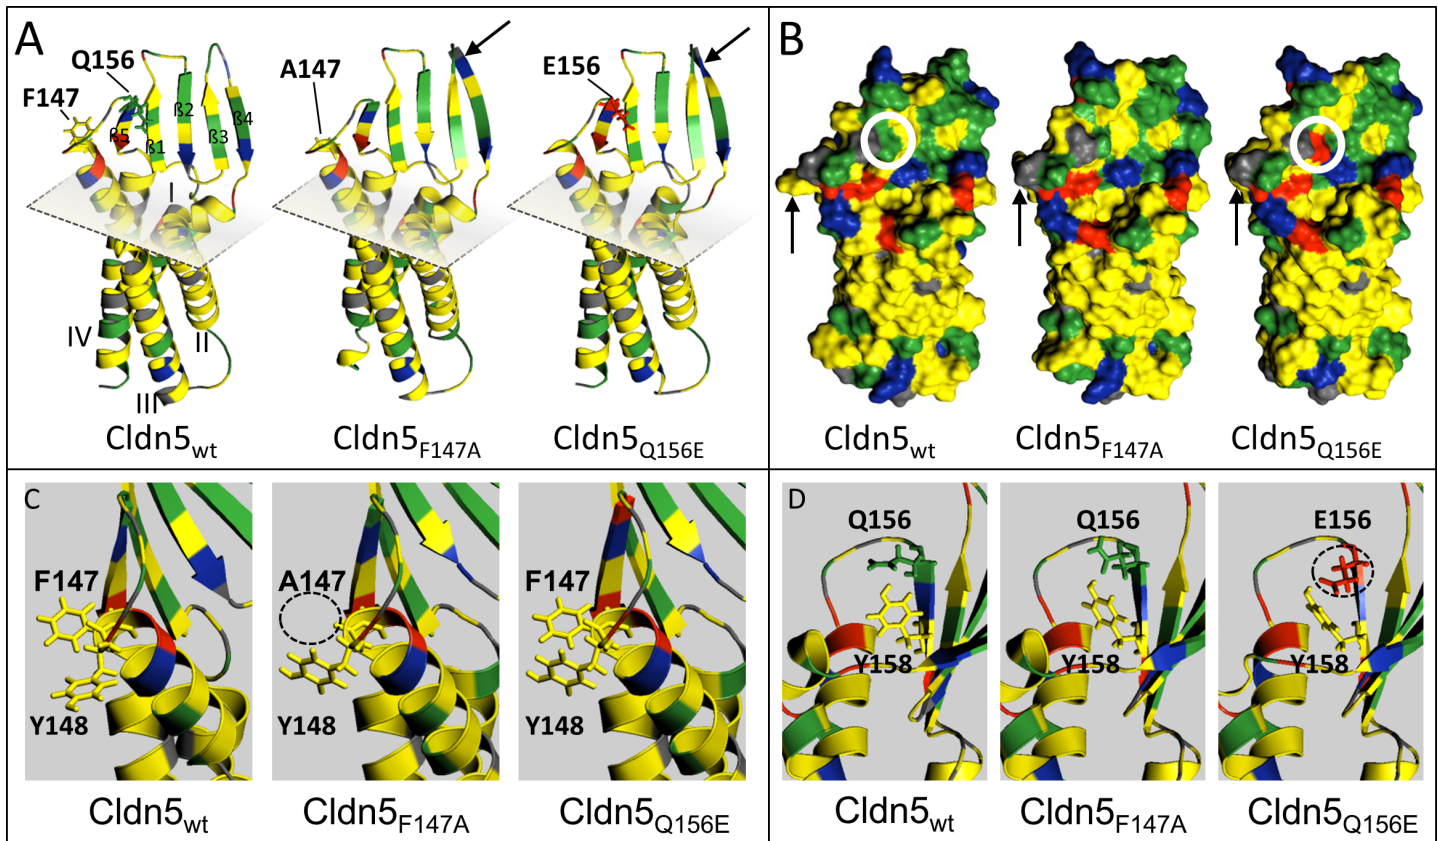 A
Q156
F147
ß5
ß1
ß2
ß3
ß4
I
II
III
IV
A147
E156
Cldn5wt
Cldn5F147A
Cldn5Q156E
B
Cldn5wt
Cldn5F147A
Cldn5Q156E
C
F147
Y148
A147
Y148
F147
Y148
Cldn5wt
Cldn5F147A
Cldn5Q156E
D
Q156
Y158
Q156
Y158
E156
Y158
Cldn5wt
Cldn5F147A
Cldn5Q156E